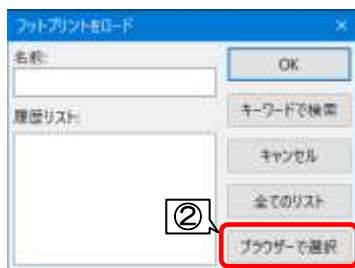 フットプリントをロード
名前:
OK
キーワードで検索
履歴リスト:
キャンセル
全てのリスト
②
ブラウザーで選択